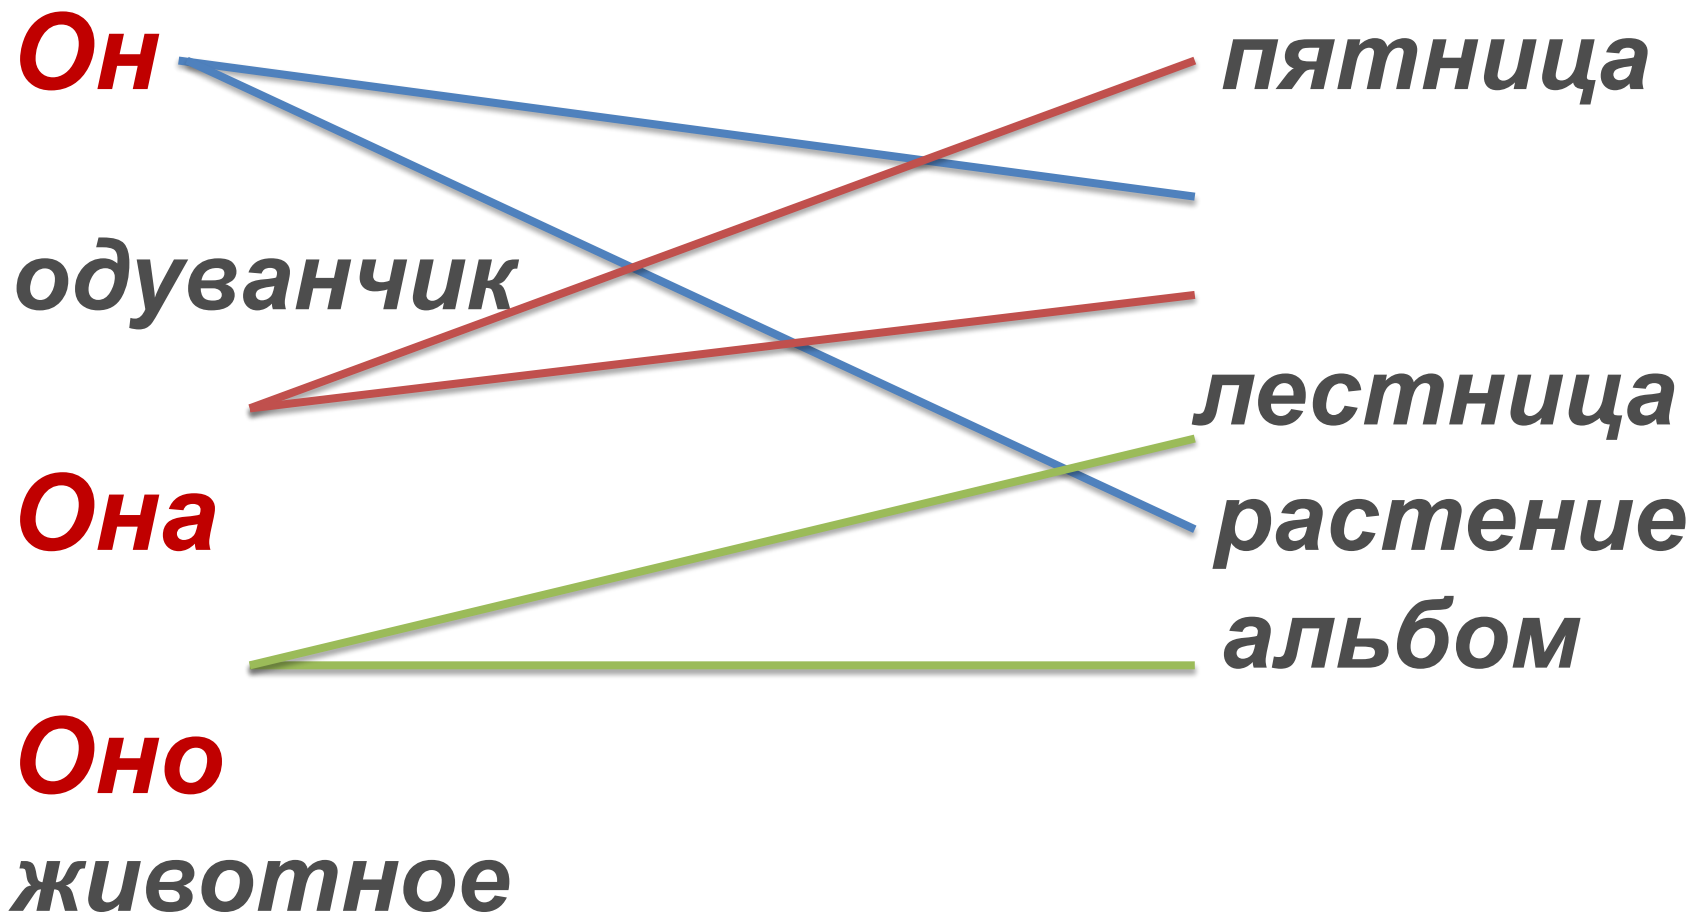 Он пятница
одуванчик
лестница
Она растение
альбом
Оно
животное